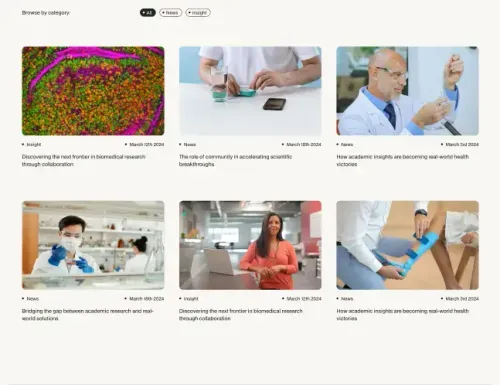 Browse by category:
All
News
Insight
Insight
March 12th 2024
Discovering the next frontier in biomedical research
through collaboration
News
March 10th 2024
The role of community in accelerating scientific
breakthroughs
News
March 3rd 2024
How academic insights are becoming real-world health
victories
News
March 18th 2024
Bridging the gap between academic research and real-
world solutions
Insight
March 12th 2024
Discovering the next frontier in biomedical research
through collaboration
News
March 3rd 2024
How academic insights are becoming real-world health
victories